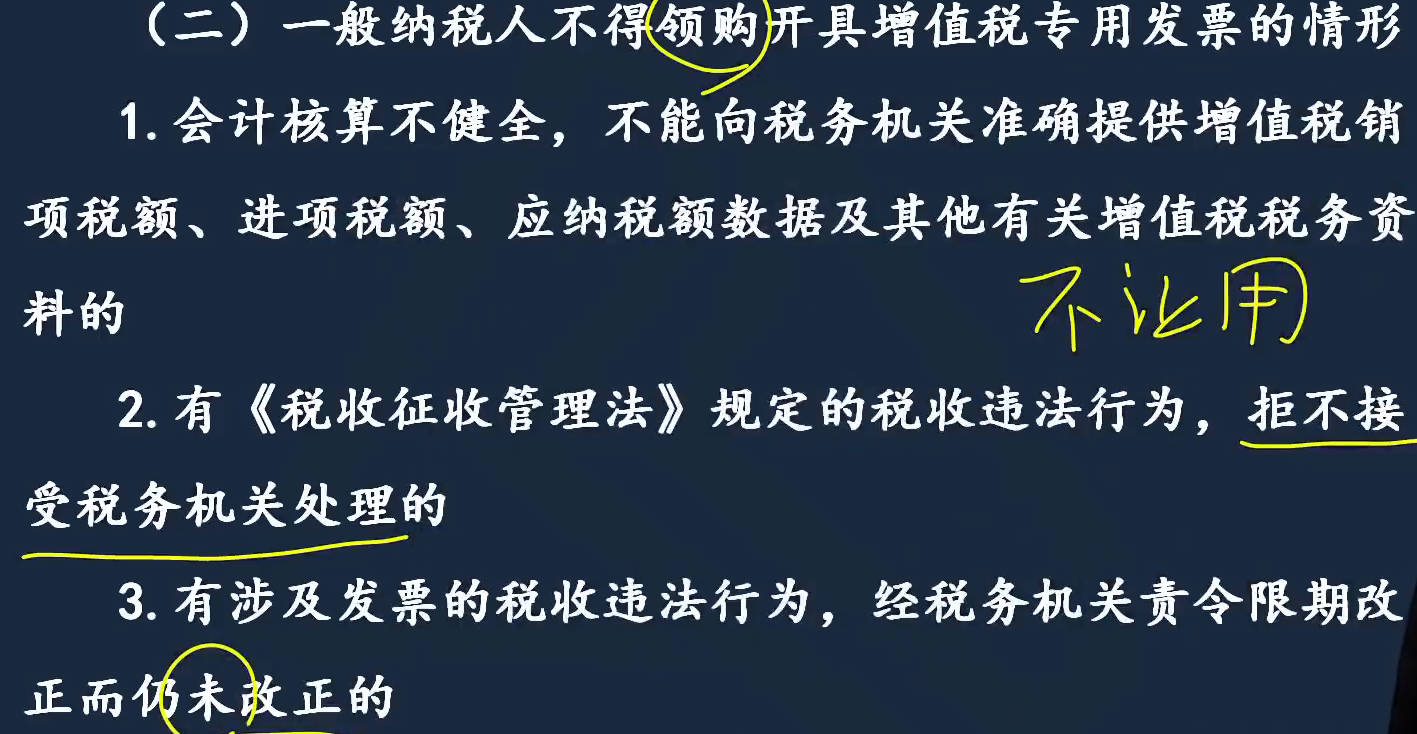 （二）一般纳税人不得领购开具增值税专用发票的情形
1.会计核算不健全，不能向税务机关准确提供增值税销
项税额、进项税额、应纳税额数据及其他有关增值税税务资
料的
不让用
2.有《税收征收管理法》规定的税收违法行为，拒不接
受税务机关处理的
3.有涉及发票的税收违法行为，经税务机关责令限期改
正而仍未改正的